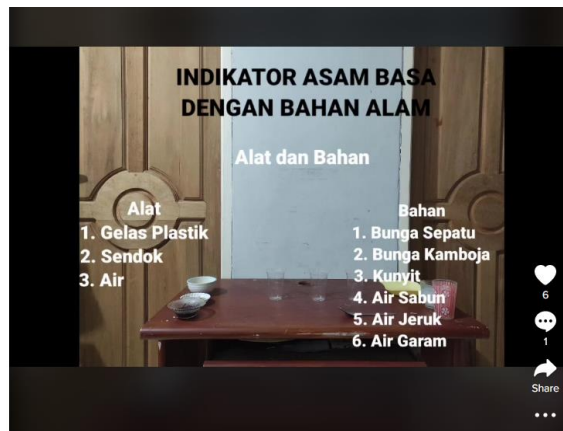 INDIKATOR ASAM BASA
DENGAN BAHAN ALAM
Alat dan Bahan
Alat
1. Gelas Plastik
2. Sendok
3. Air
Bahan
1. Bunga Sepatu
2. Bunga Kamboja
3. Kunyit
4. Air Sabun
5. Air Jeruk
6. Air Garam
6
1
Share